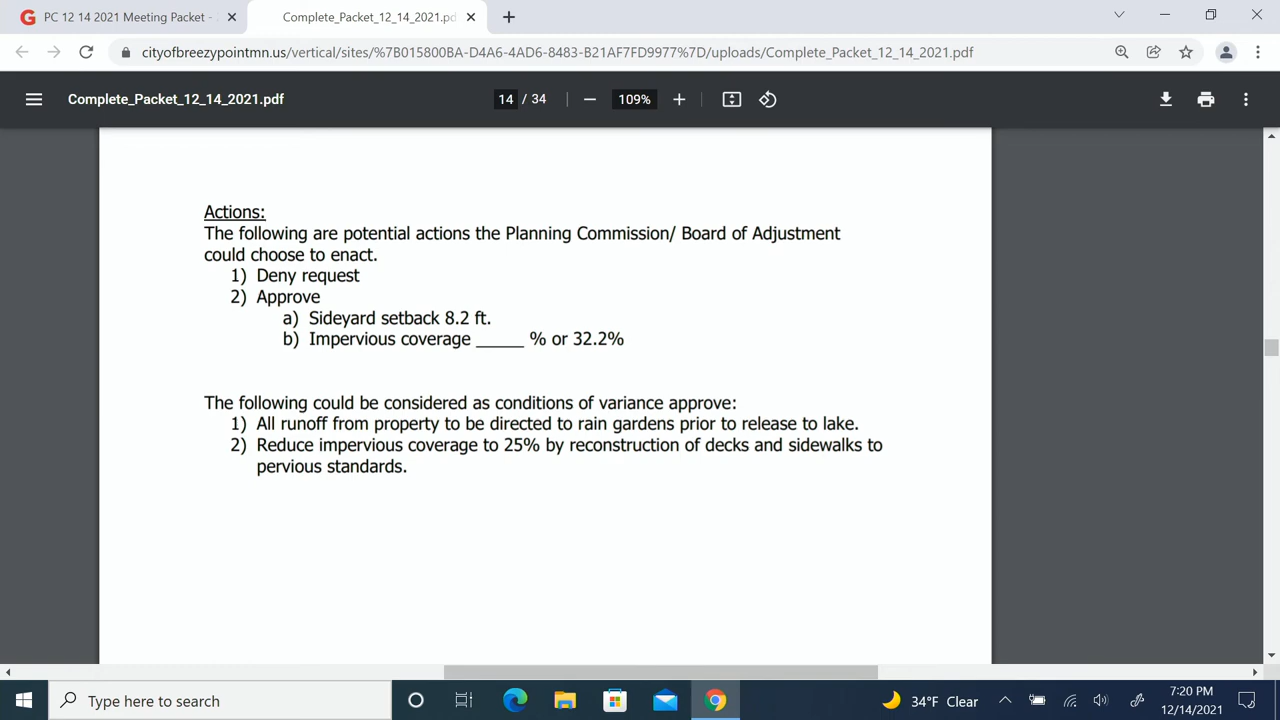 PC 12 14 2021 Meeting Packet -
Complete_Packet_12_14_2021.pd
cityofbreezypointmn.us/vertical/sites/%7B015800BA-D4A6-4AD6-8483-B21AF7FD9977%7D/uploads/Complete_Packet_12_14_2021.pdf
Complete_Packet_12_14_2021.pdf
14 / 34
109%
Actions:
The following are potential actions the Planning Commission/ Board of Adjustment
could choose to enact.
1) Deny request
2) Approve
a) Sideyard setback 8.2 ft.
b) Impervious coverage _____ % or 32.2%
The following could be considered as conditions of variance approve:
1) All runoff from property to be directed to rain gardens prior to release to lake.
2) Reduce impervious coverage to 25% by reconstruction of decks and sidewalks to
pervious standards.
Type here to search
34°F Clear
7:20 PM
12/14/2021